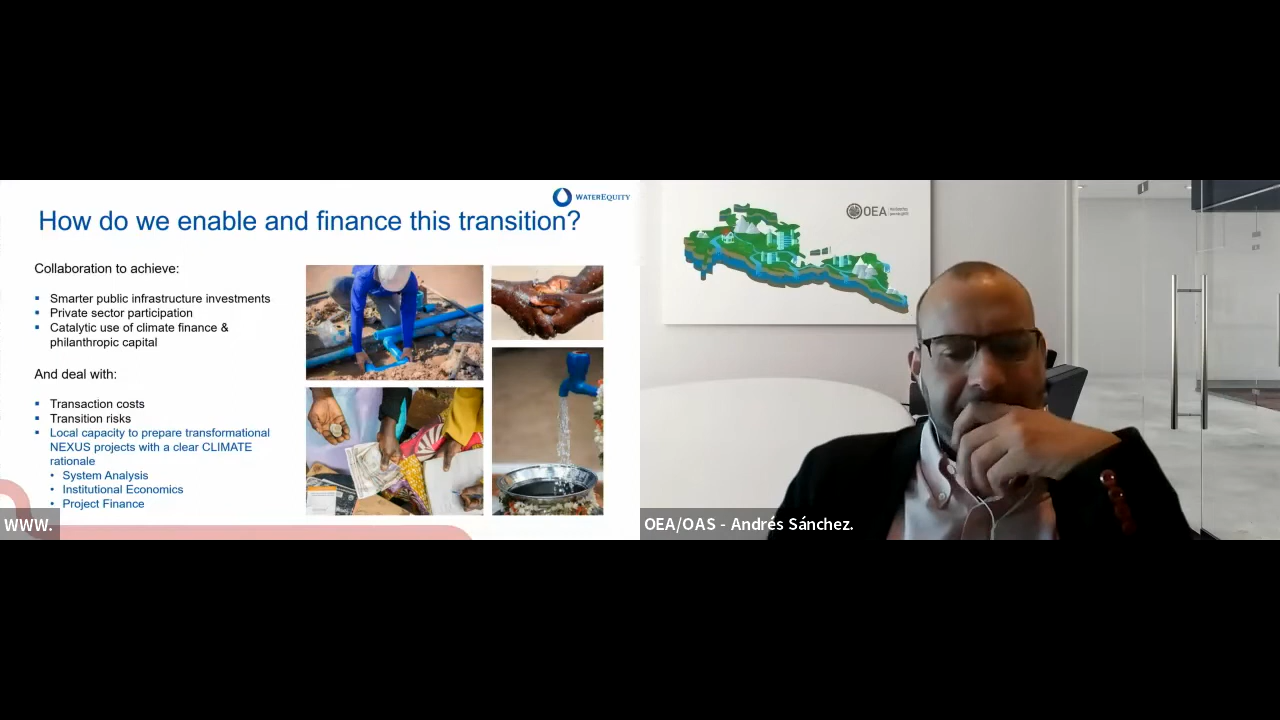 WATEREQUITY
How do we enable and finance this transition?
Collaboration to achieve:
▪ Smarter public infrastructure investments
▪ Private sector participation
▪ Catalytic use of climate finance &
philanthropic capital
And deal with:
▪ Transaction costs
▪ Transition risks
▪ Local capacity to prepare transformational
NEXUS projects with a clear CLIMATE
rationale
• System Analysis
• Institutional Economics
• Project Finance
WWW.
OEA
OEA/OAS - Andrés Sánchez.